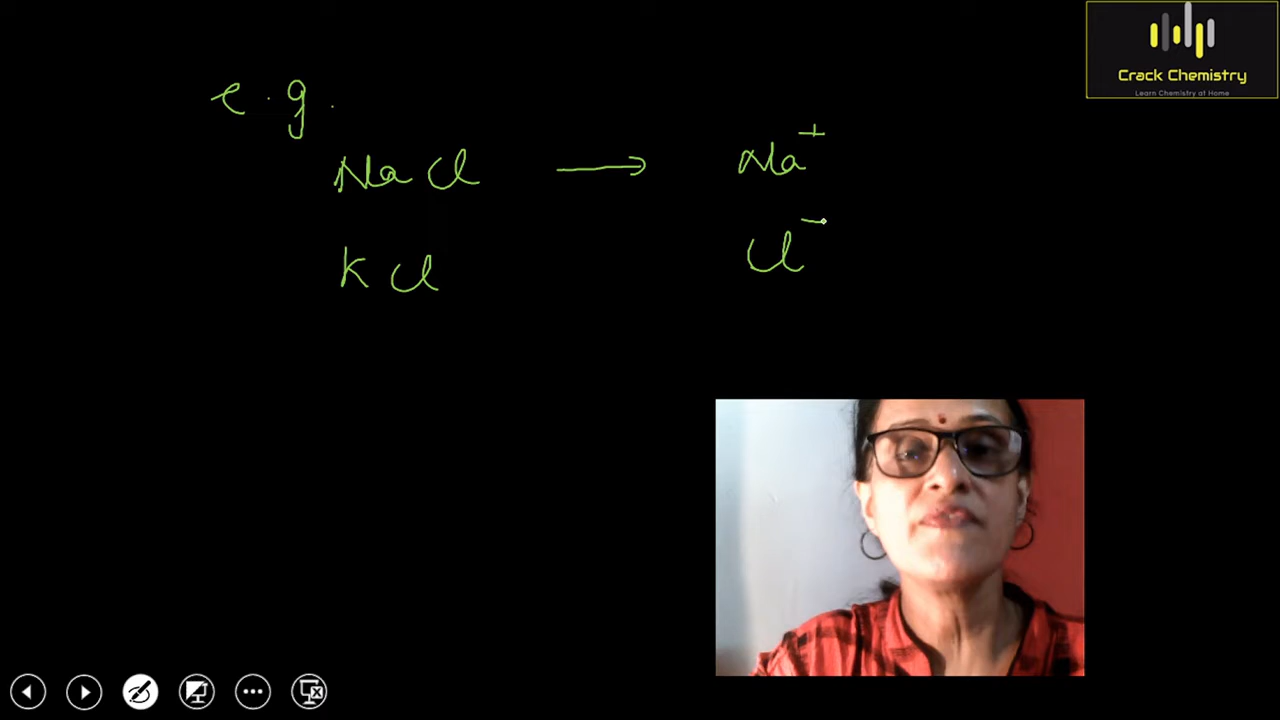 Crack Chemistry
Learn Chemistry at Home
e.g.
NaCl → Na⁺
KCl Cl⁻